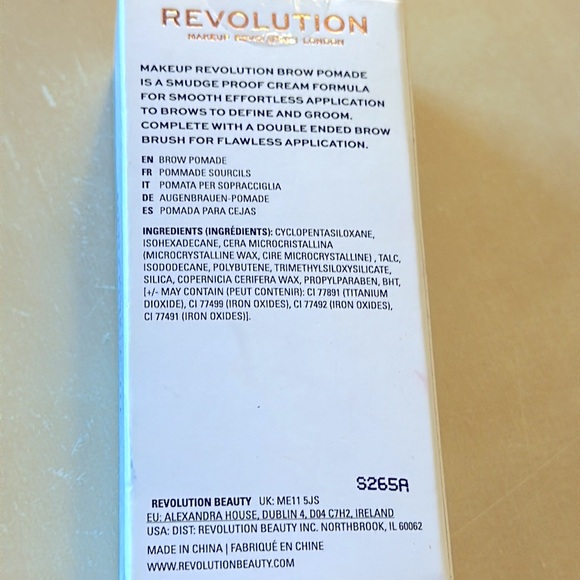 REVOLUTION
MAKEUP REVOLUTION LONDON
MAKEUP REVOLUTION BROW POMADE
IS A SMUDGE PROOF CREAM FORMULA
FOR SMOOTH EFFORTLESS APPLICATION
TO BROWS TO DEFINE AND GROOM.
COMPLETE WITH A DOUBLE ENDED BROW
BRUSH FOR FLAWLESS APPLICATION.
EN BROW POMADE
FR POMMADE SOURCILS
IT POMATA PER SOPRACCIGLIA
DE AUGENBRAUEN-POMADE
ES POMADA PARA CEJAS
INGREDIENTS (INGRÉDIENTS): CYCLOPENTASILOXANE,
ISOHEXADECANE, CERA MICROCRISTALLINA
(MICROCRYSTALLINE WAX, CIRE MICROCRYSTALLINE) , TALC,
ISODODECANE, POLYBUTENE, TRIMETHYLSILOXYSILICATE,
SILICA, COPERNICIA CERIFERA WAX, PROPYLPARABEN, BHT,
[+/- MAY CONTAIN (PEUT CONTENIR): CI 77891 (TITANIUM
DIOXIDE), CI 77499 (IRON OXIDES), CI 77492 (IRON OXIDES),
CI 77491 (IRON OXIDES)].
S265A
REVOLUTION BEAUTY UK: ME11 5JS
EU: ALEXANDRA HOUSE, DUBLIN 4, D04 C7H2, IRELAND
USA: DIST: REVOLUTION BEAUTY INC. NORTHBROOK, IL 60062
MADE IN CHINA | FABRIQUÉ EN CHINE
WWW.REVOLUTIONBEAUTY.COM